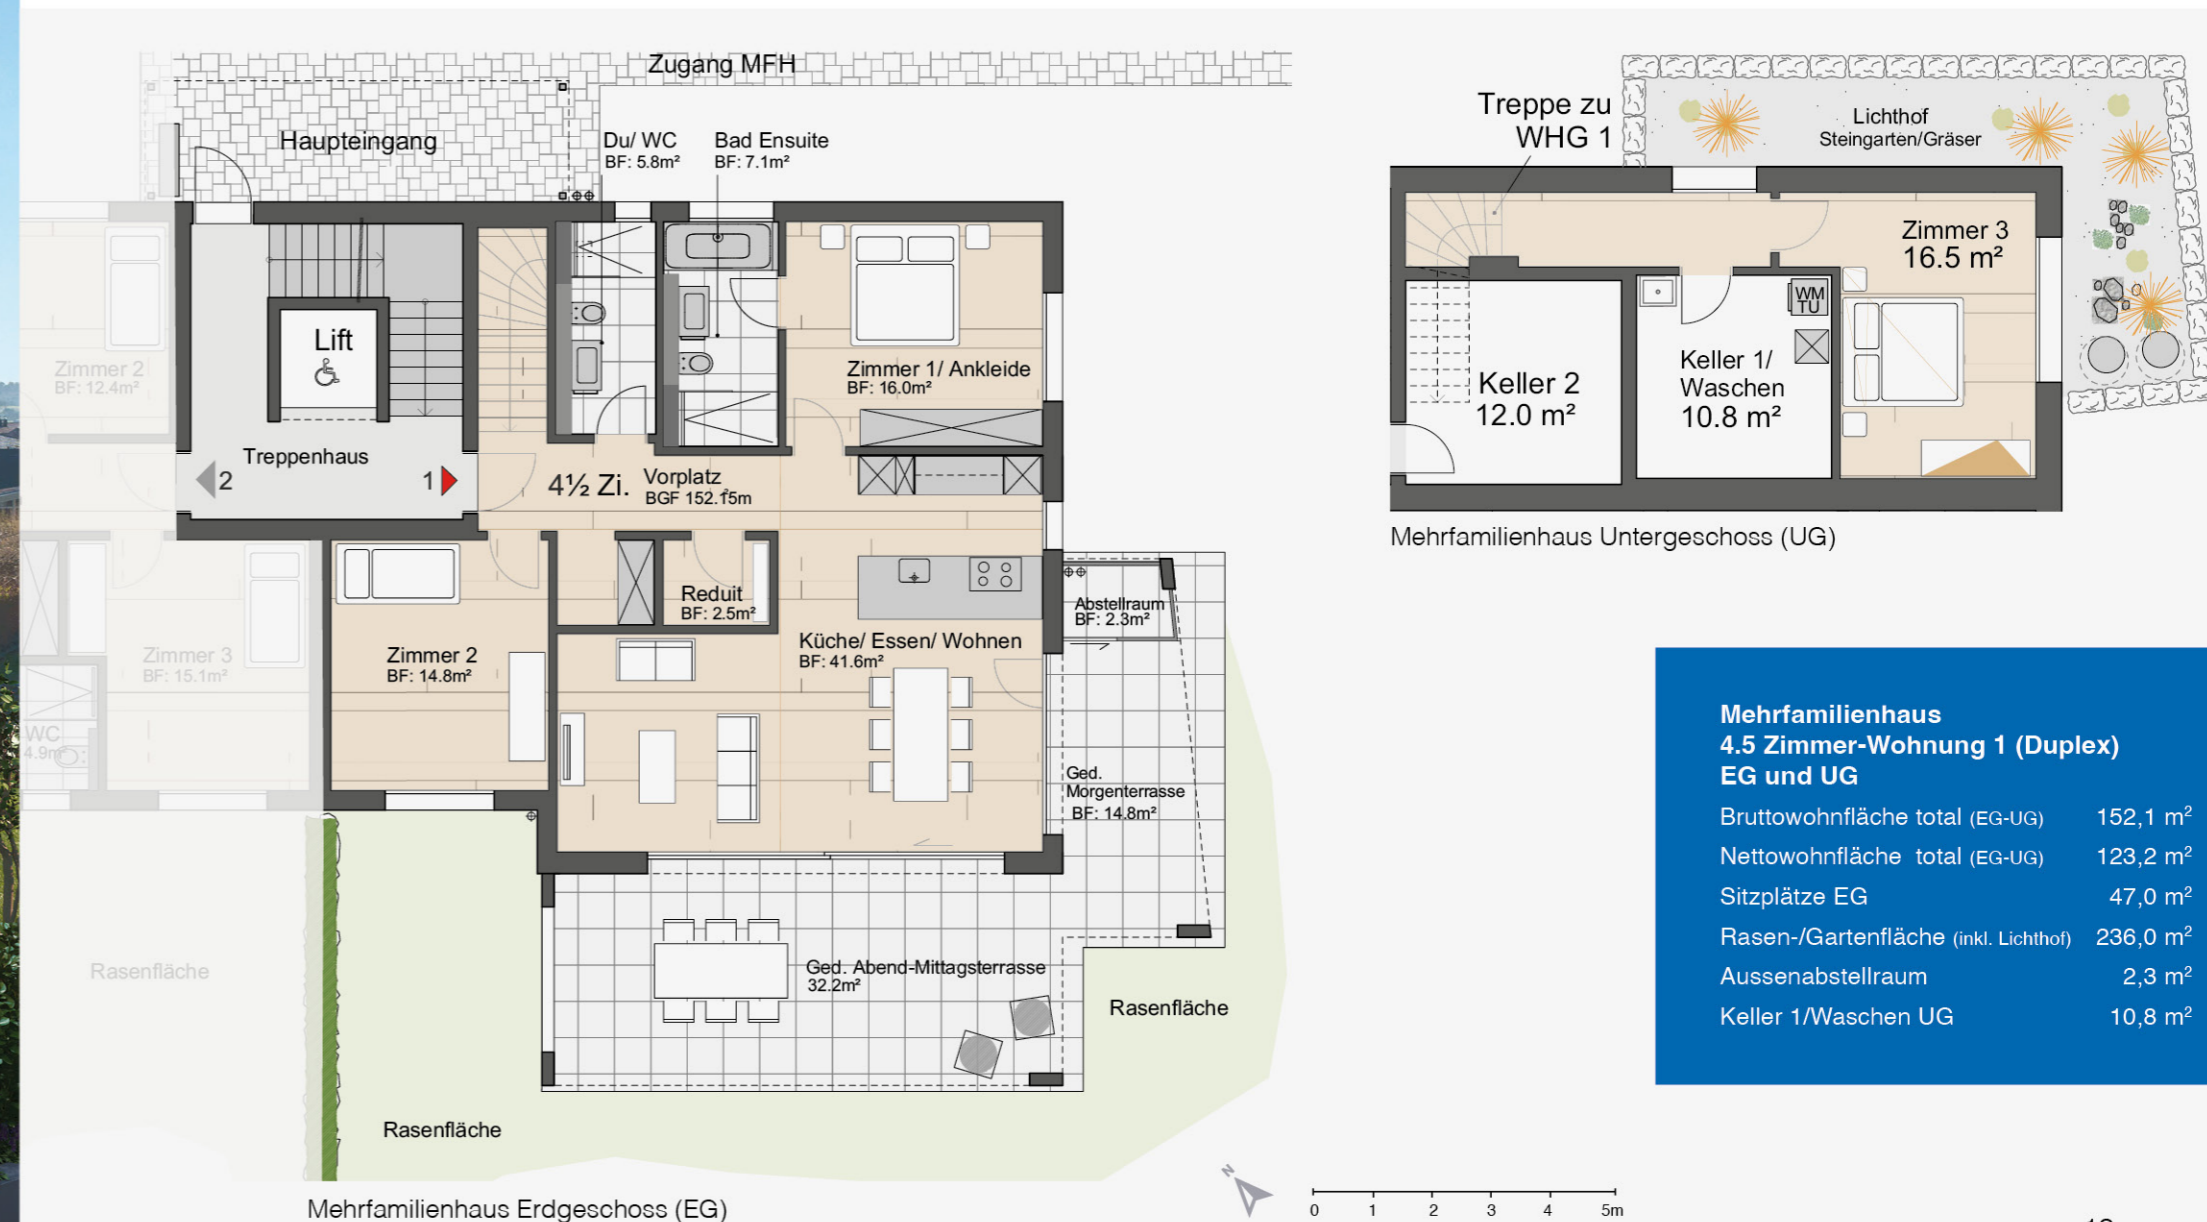 Zugang MFH
Haupteingang
Du/ WC
BF: 5.8m²
Bad Ensuite
BF: 7.1m²
Lift
Zimmer 2
BF: 12.4m²
Zimmer 1/ Ankleide
BF: 16.0m²
Treppenhaus
2
1
4½ Zi.
Vorplatz
BGF 152.15m²
Reduit
BF: 2.5m²
Abstellraum
BF: 2.3m²
Zimmer 3
BF: 15.1m²
Zimmer 2
BF: 14.8m²
Küche/ Essen/ Wohnen
BF: 41.6m²
WC
4.9m²
Ged.
Morgenterrasse
BF: 14.8m²
Rasenfläche
Ged. Abend-Mittagsterrasse
32.2m²
Rasenfläche
Rasenfläche
Mehrfamilienhaus Erdgeschoss (EG)
N
0 1 2 3 4 5m
Treppe zu
WHG 1
Lichthof
Steingarten/Gräser
Zimmer 3
16.5 m²
WM
TU
Keller 1/
Waschen
10.8 m²
Keller 2
12.0 m²
Mehrfamilienhaus Untergeschoss (UG)
Mehrfamilienhaus
4.5 Zimmer-Wohnung 1 (Duplex)
EG und UG
Bruttowohnfläche total (EG-UG) 152,1 m²
Nettowohnfläche total (EG-UG) 123,2 m²
Sitzplätze EG 47,0 m²
Rasen-/Gartenfläche (inkl. Lichthof) 236,0 m²
Aussenabstellraum 2,3 m²
Keller 1/Waschen UG 10,8 m²